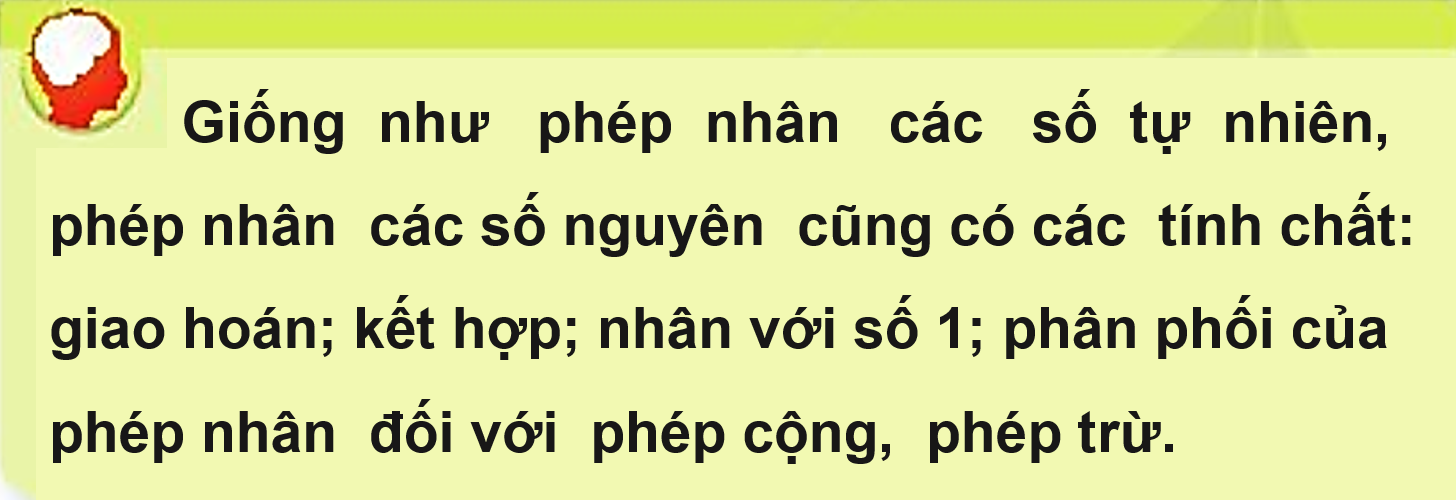 Giống như phép nhân các số tự nhiên,
phép nhân các số nguyên cũng có các tính chất:
giao hoán; kết hợp; nhân với số 1; phân phối của
phép nhân đối với phép cộng, phép trừ.